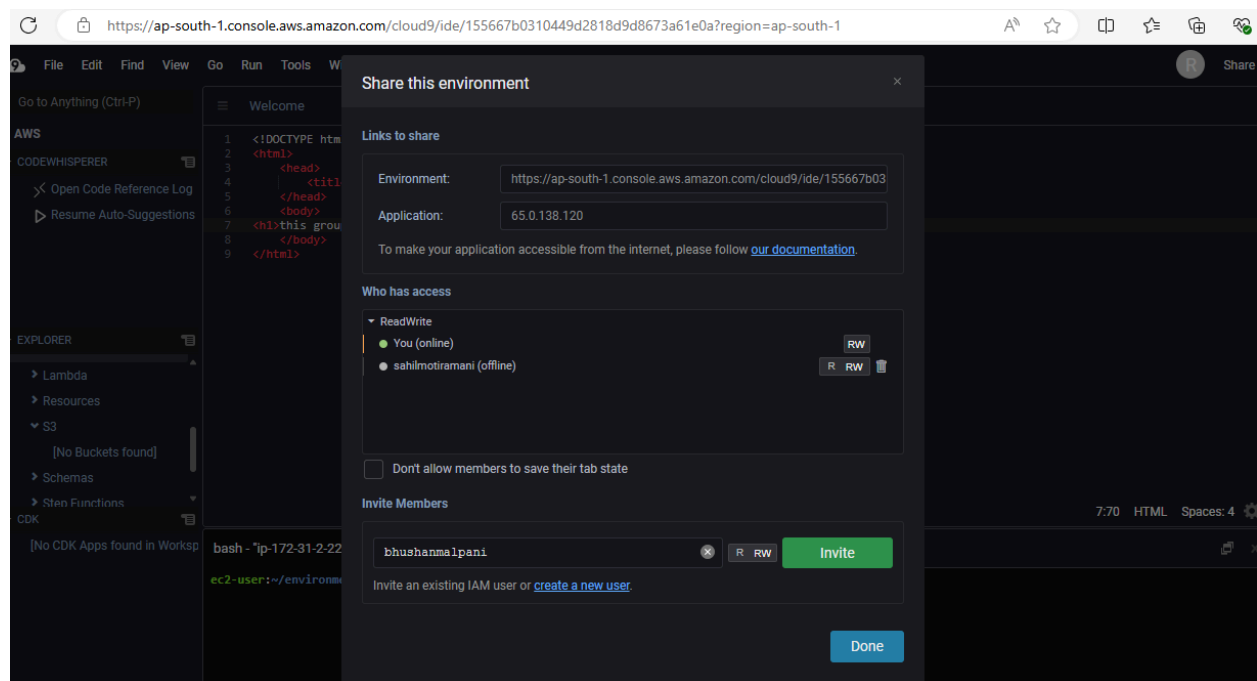 https://ap-south-1.console.aws.amazon.com/cloud9/ide/155667b0310449d2818d9d8673a61e0a?region=ap-south-1
File Edit Find View Go Run Tools W
R Share
Go to Anything (Ctrl-P)
Welcome
AWS
CODEWHISPERER
Open Code Reference Log
Resume Auto-Suggestions
1 <!DOCTYPE htm
2 <html>
3 <head>
4 <titl
5 </head>
6 <body>
7 <h1>this grou
8 </body>
9 </html>
EXPLORER
Lambda
Resources
S3
[No Buckets found]
Schemas
Step Functions
CDK
[No CDK Apps found in Worksp
Share this environment
Links to share
Environment: https://ap-south-1.console.aws.amazon.com/cloud9/ide/155667b03
Application: 65.0.138.120
To make your application accessible from the internet, please follow our documentation.
Who has access
ReadWrite
You (online) RW
sahilmotiramani (offline) R RW
Don't allow members to save their tab state
Invite Members
bhushanmalpani R RW Invite
Invite an existing IAM user or create a new user.
Done
7:70 HTML Spaces: 4
bash - "ip-172-31-2-22
ec2-user:~/environme